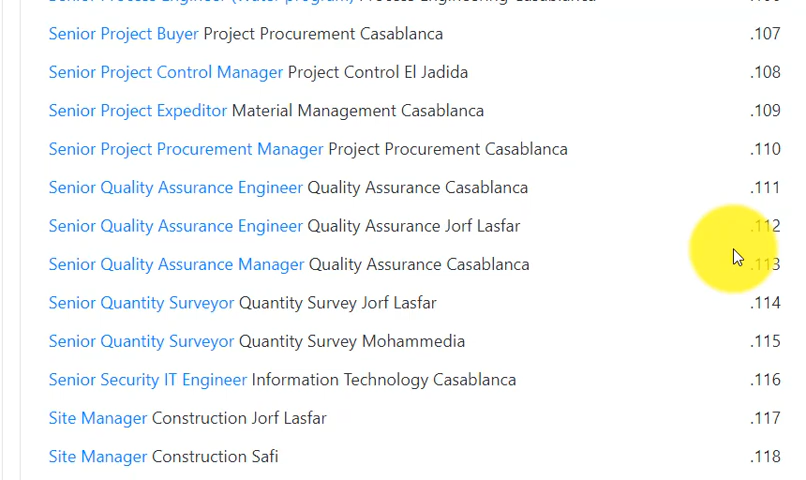 Senior Project Buyer Project Procurement Casablanca .107
Senior Project Control Manager Project Control El Jadida .108
Senior Project Expeditor Material Management Casablanca .109
Senior Project Procurement Manager Project Procurement Casablanca .110
Senior Quality Assurance Engineer Quality Assurance Casablanca .111
Senior Quality Assurance Engineer Quality Assurance Jorf Lasfar .112
Senior Quality Assurance Manager Quality Assurance Casablanca .113
Senior Quantity Surveyor Quantity Survey Jorf Lasfar .114
Senior Quantity Surveyor Quantity Survey Mohammedia .115
Senior Security IT Engineer Information Technology Casablanca .116
Site Manager Construction Jorf Lasfar .117
Site Manager Construction Safi .118